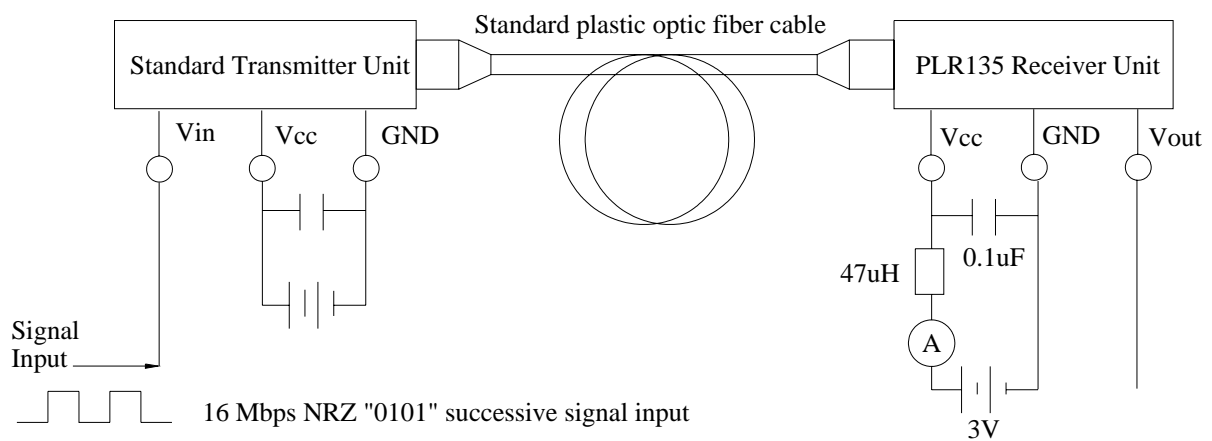 Standard plastic optic fiber cable
Standard Transmitter Unit
PLR135 Receiver Unit
Vin
Vcc
GND
Vcc
GND
Vout
47uH
0.1uF
A
3V
Signal
Input
16 Mbps NRZ "0101" successive signal input